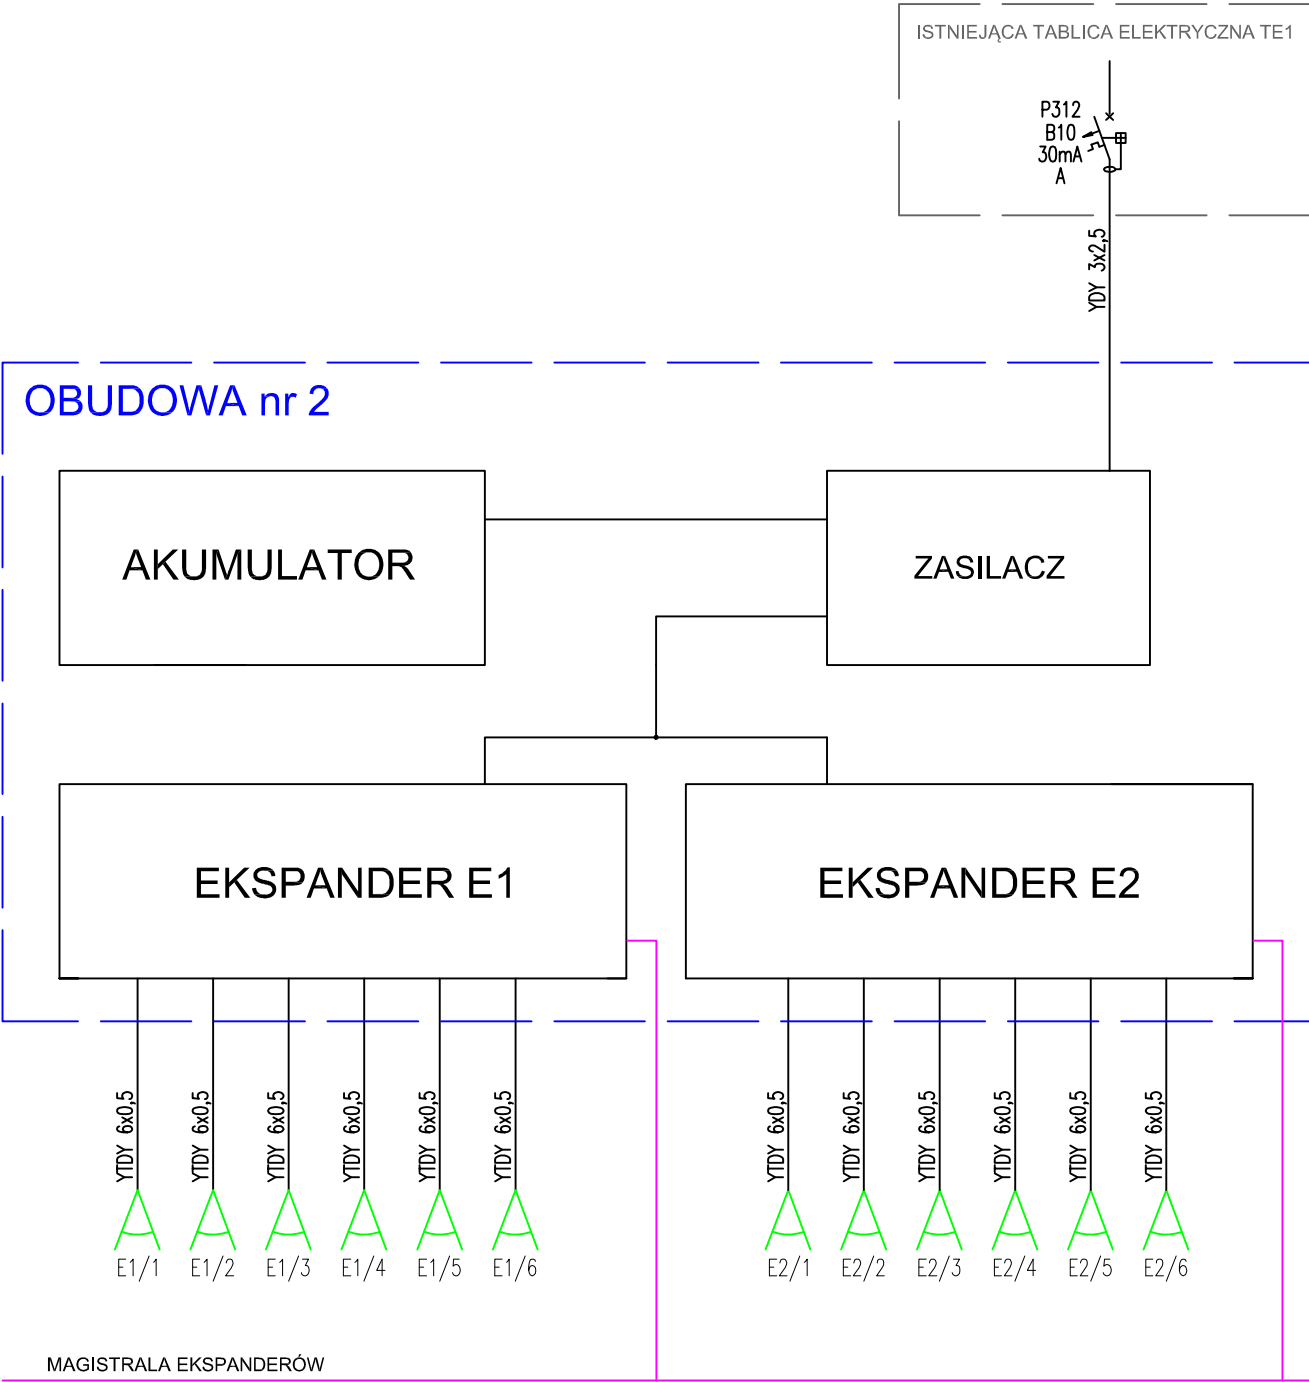 ISTNIEJĄCA TABLICA ELEKTRYCZNA TE1
P312
B10
30mA
A
YDY 3x2,5
OBUDOWA nr 2
AKUMULATOR
ZASILACZ
EKSPANDER E1
EKSPANDER E2
YTDY 6x0,5
YTDY 6x0,5
YTDY 6x0,5
YTDY 6x0,5
YTDY 6x0,5
YTDY 6x0,5
YTDY 6x0,5
YTDY 6x0,5
YTDY 6x0,5
YTDY 6x0,5
YTDY 6x0,5
YTDY 6x0,5
E1/1
E1/2
E1/3
E1/4
E1/5
E1/6
E2/1
E2/2
E2/3
E2/4
E2/5
E2/6
MAGISTRALA EKSPANDERÓW